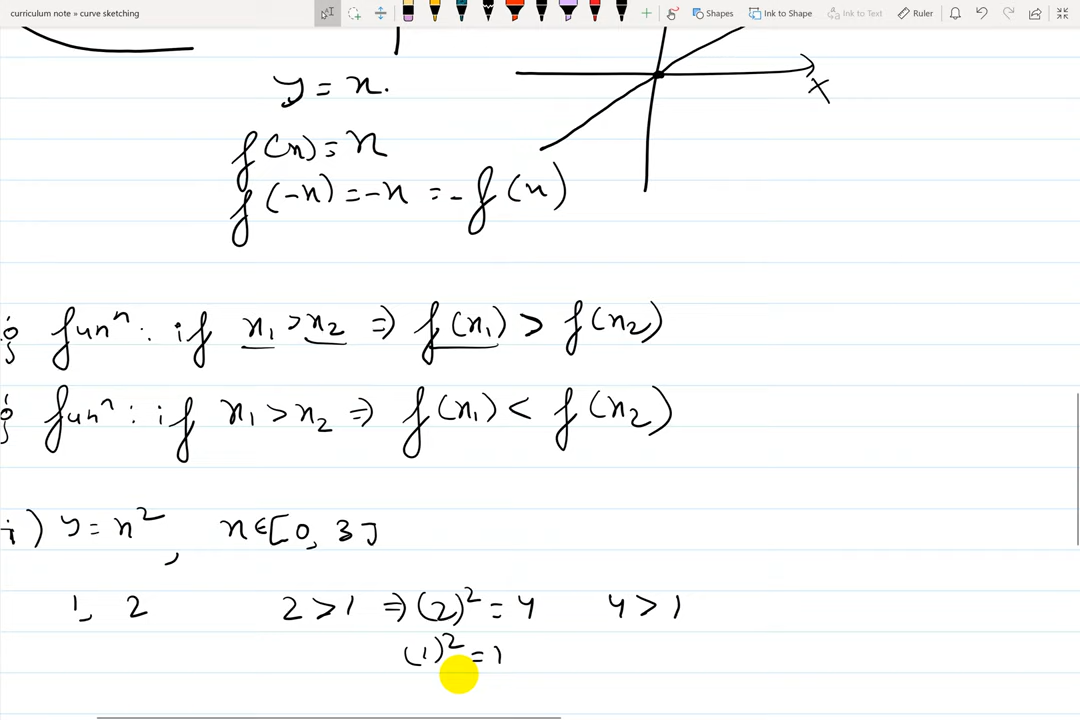 curriculum note » curve sketching
Shapes Ink to Shape Ink to Text Ruler
X
y = x.
f(x) = x
f(-x) = -x = -f(x)
g funⁿ : if x₁ > x₂ ⇒ f(x₁) > f(x₂)
g funⁿ : if x₁ > x₂ ⇒ f(x₁) < f(x₂)
i) y = x², x ∈ [0, 3]
1, 2 2 > 1 ⇒ (2)² = 4 4 > 1
(1)² = 1